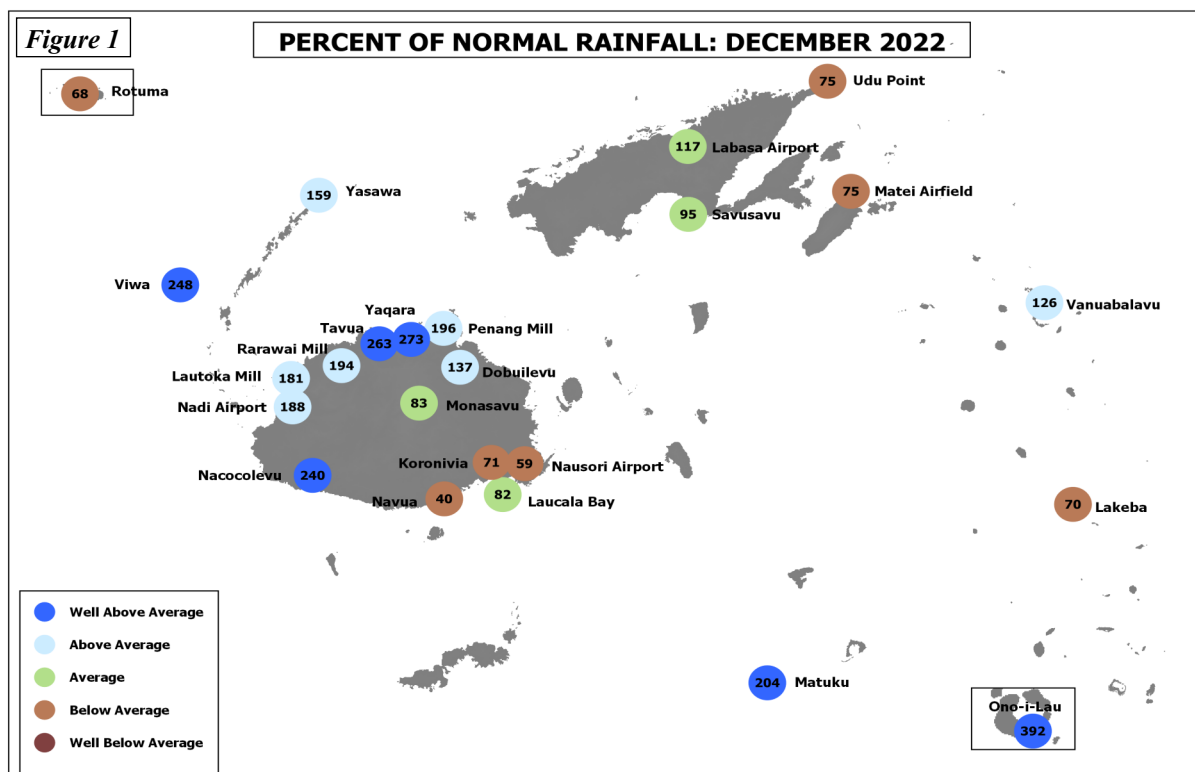 Figure 1
PERCENT OF NORMAL RAINFALL: DECEMBER 2022
68 Rotuma
75 Udu Point
117 Labasa Airport
159 Yasawa
75 Matei Airfield
95 Savusavu
Viwa 248
126 Vanuabalavu
Yaqara
273
196 Penang Mill
Tavua
263
Rarawai Mill
194
137 Dobuilevu
Lautoka Mill 181
Nadi Airport 188
83 Monasavu
Koronivia 71
59 Nausori Airport
Nacocolevu 240
Navua 40
82 Laucala Bay
70 Lakeba
204 Matuku
Ono-i-Lau
392
Well Above Average
Above Average
Average
Below Average
Well Below Average